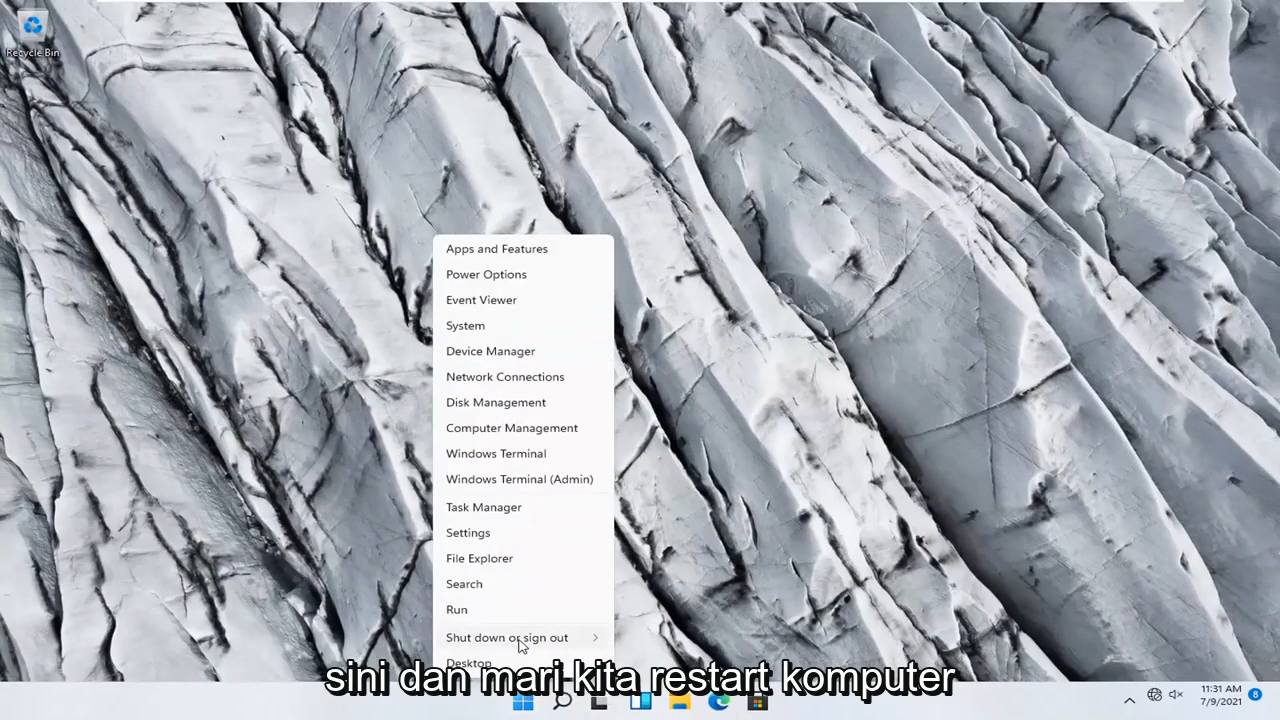 Recycle Bin
Apps and Features
Power Options
Event Viewer
System
Device Manager
Network Connections
Disk Management
Computer Management
Windows Terminal
Windows Terminal (Admin)
Task Manager
Settings
File Explorer
Search
Run
Shut down or sign out
Desktop
sini dan mari kita restart komputer
11:31 AM
7/9/2021
8